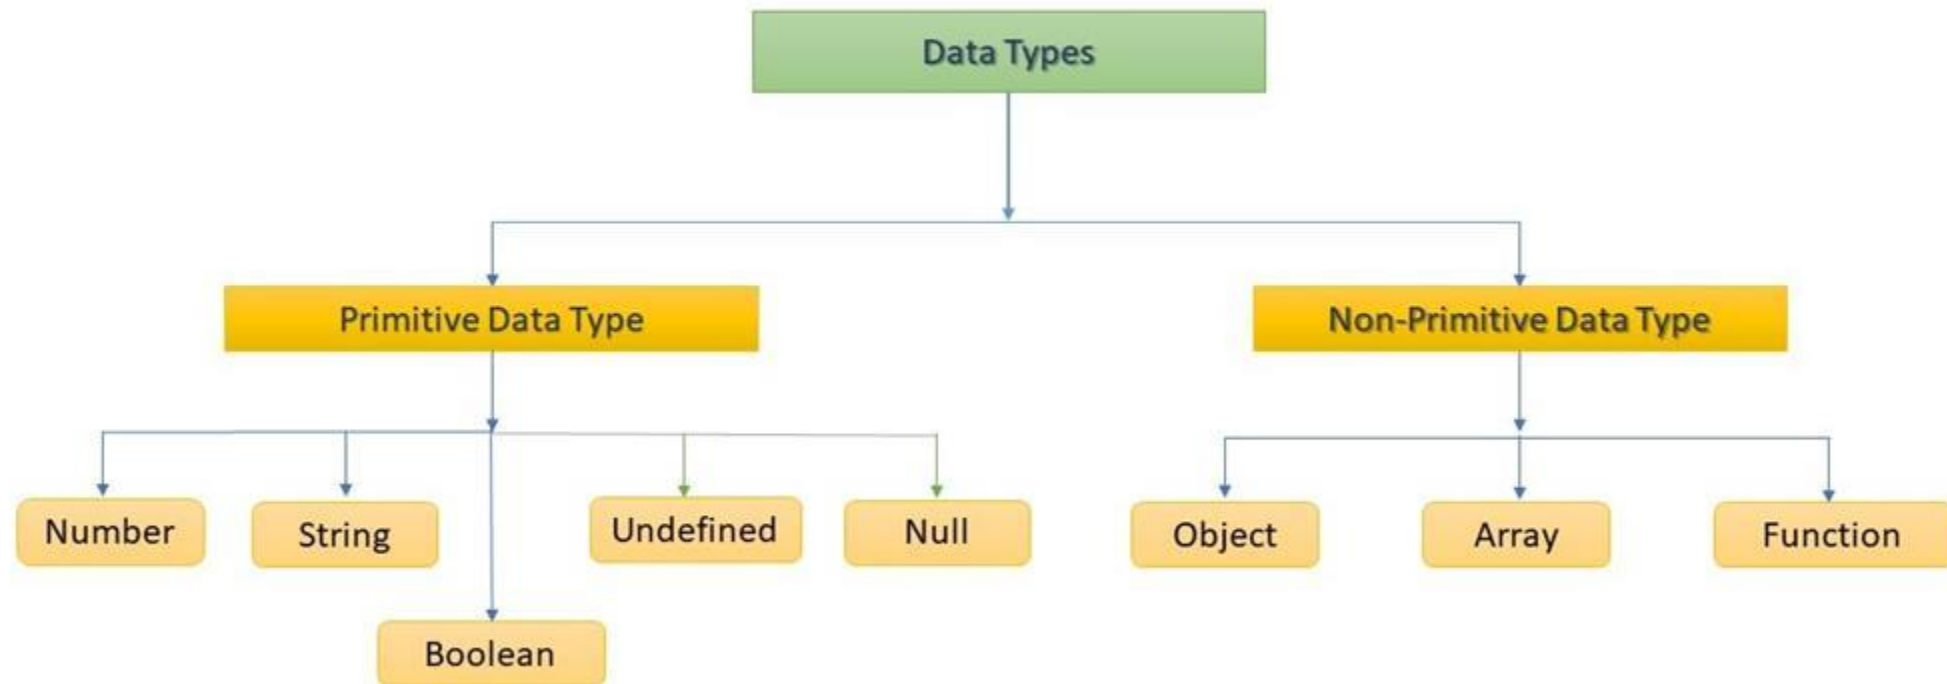 Data Types
Primitive Data Type
Non-Primitive Data Type
Number
String
Undefined
Null
Object
Array
Function
Boolean